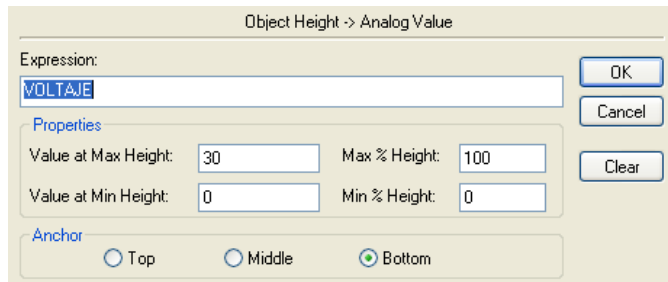 Object Height -> Analog Value
Expression:
VOLTAJE
OK
Cancel
Clear
Properties
Value at Max Height: 30 Max % Height: 100
Value at Min Height: 0 Min % Height: 0
Anchor
Top Middle Bottom